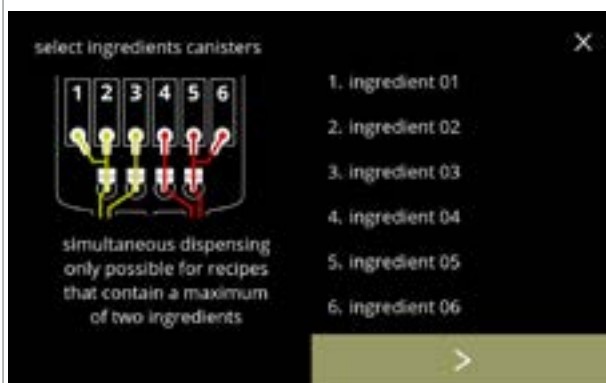 select ingredients canisters
1 2 3 4 5 6
simultaneous dispensing
only possible for recipes
that contain a maximum
of two ingredients
1. ingredient 01
2. ingredient 02
3. ingredient 03
4. ingredient 04
5. ingredient 05
6. ingredient 06